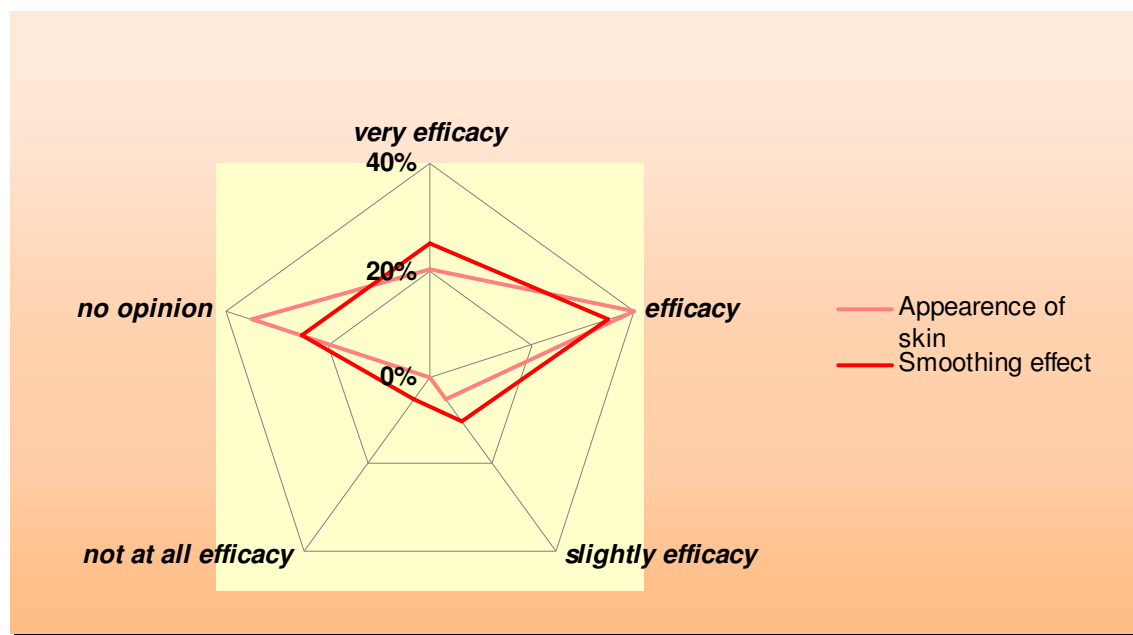 very efficacy
40%
20%
no opinion
efficacy
0%
not at all efficacy
slightly efficacy
Appearence of
skin
Smoothing effect